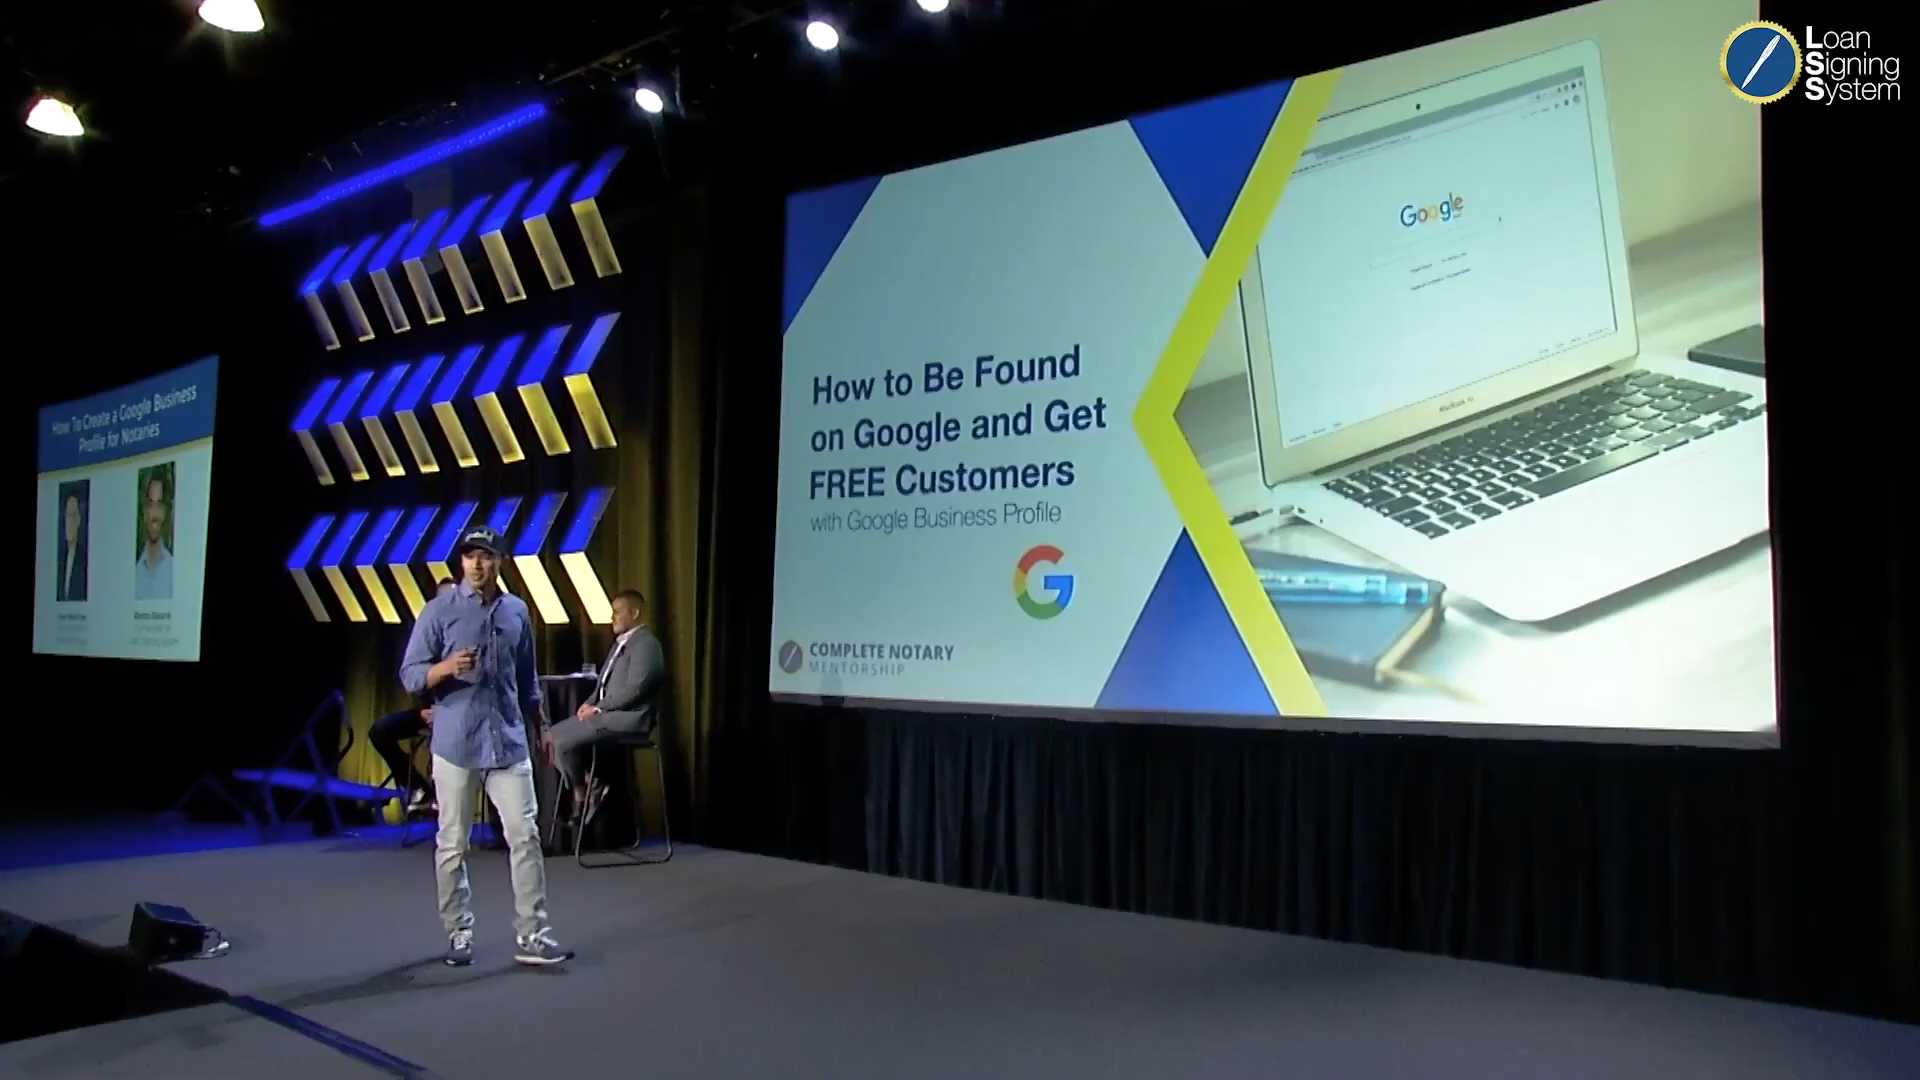 Loan
Signing
System
How to Be Found
on Google and Get
FREE Customers
with Google Business Profile
G
COMPLETE NOTARY
MENTORSHIP
Google
How To Create a Google Business
Profile for Notaries